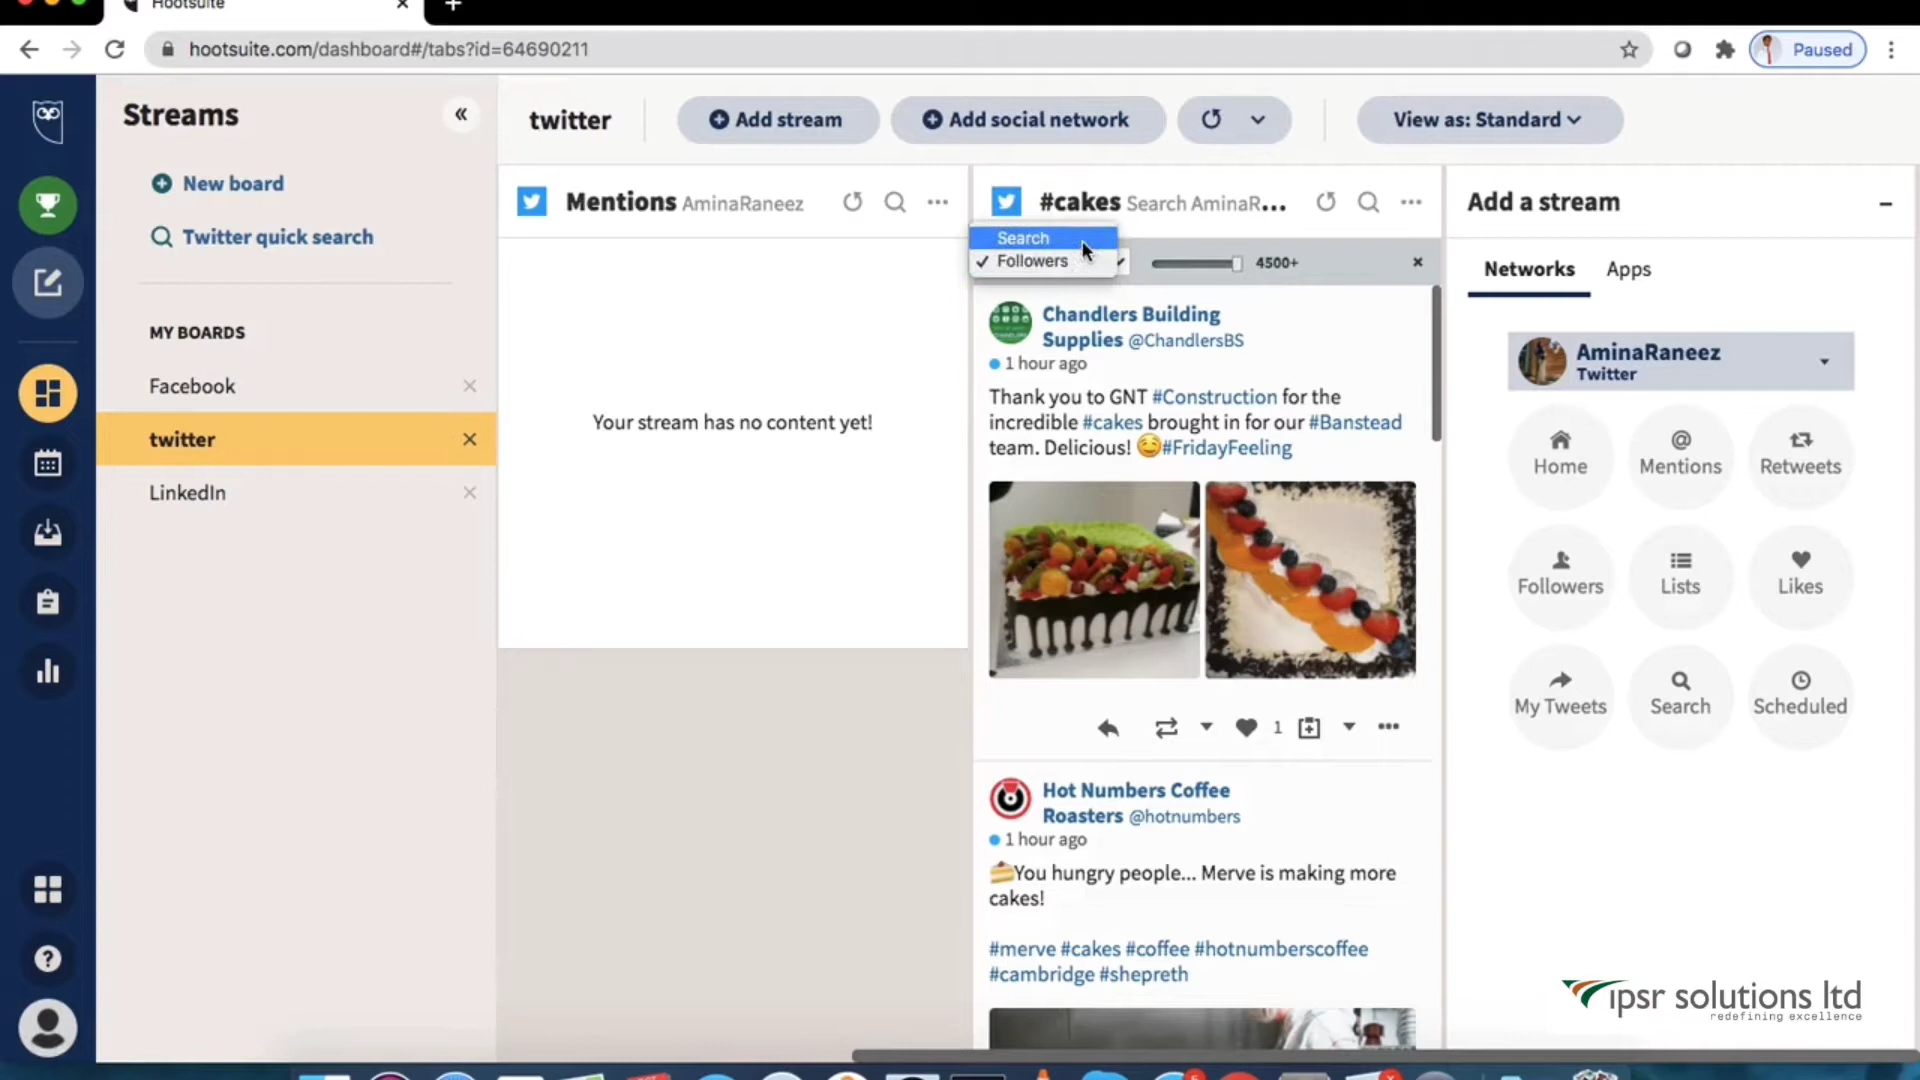 Hootsuite
hootsuite.com/dashboard#/tabs?id=64690211
Paused
Streams
«
New board
Twitter quick search
MY BOARDS
Facebook
twitter
LinkedIn
twitter
Add stream
Add social network
View as: Standard
Mentions AminaRaneez
Your stream has no content yet!
#cakes Search AminaR...
Search
✓ Followers
4500+
Chandlers Building
Supplies @ChandlersBS
1 hour ago
Thank you to GNT #Construction for the
incredible #cakes brought in for our #Banstead
team. Delicious! 😋#FridayFeeling
1
Hot Numbers Coffee
Roasters @hotnumbers
1 hour ago
🍰You hungry people... Merve is making more
cakes!
#merve #cakes #coffee #hotnumberscoffee
#cambridge #shepreth
Add a stream
Networks Apps
AminaRaneez
Twitter
Home Mentions Retweets
Followers Lists Likes
My Tweets Search Scheduled
ipsr solutions ltd
redefining excellence